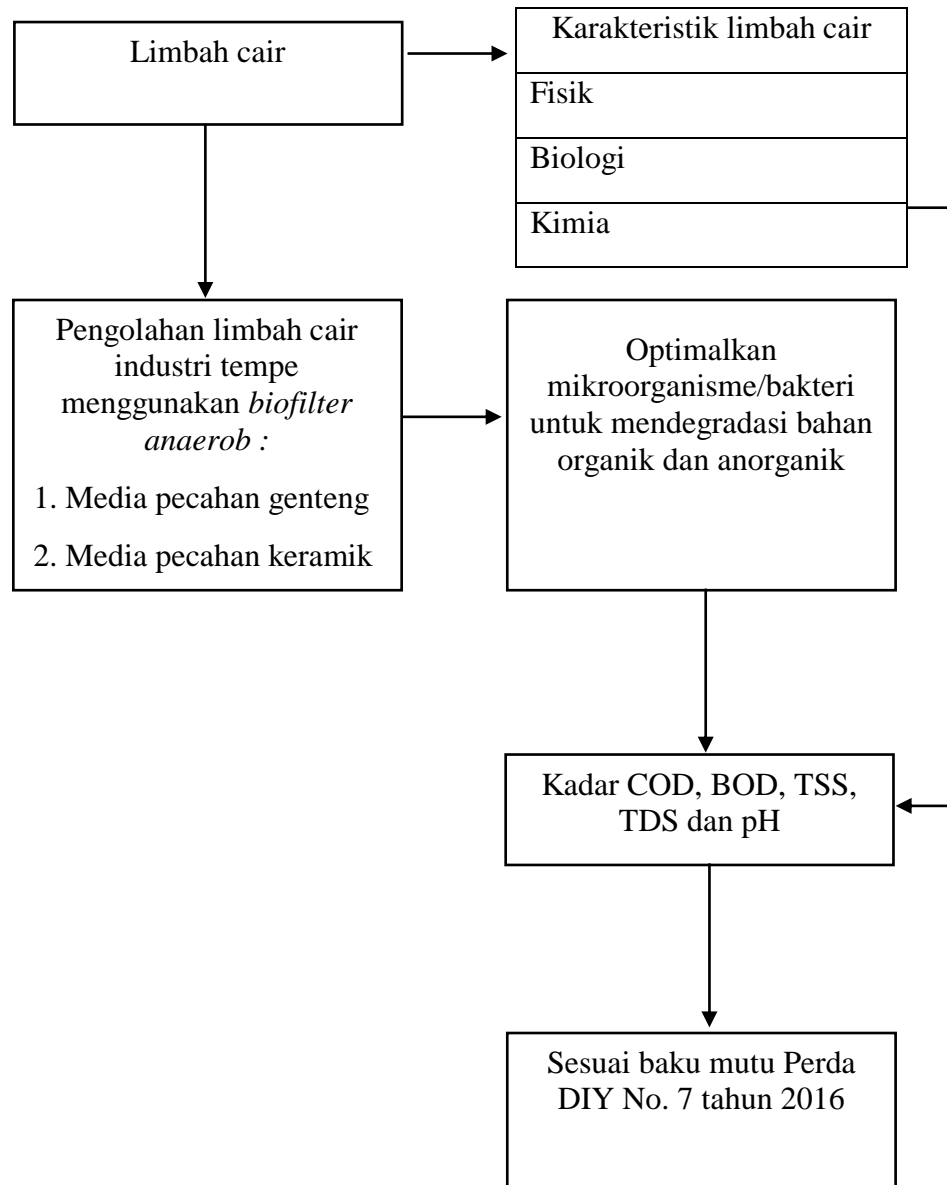 Limbah cair
Karakteristik limbah cair
Fisik
Biologi
Kimia
Pengolahan limbah cair
industri tempe
menggunakan biofilter
anaerob :
1. Media pecahan genteng
2. Media pecahan keramik
Optimalkan
mikroorganisme/bakteri
untuk mendegradasi bahan
organik dan anorganik
Kadar COD, BOD, TSS,
TDS dan pH
Sesuai baku mutu Perda
DIY No. 7 tahun 2016